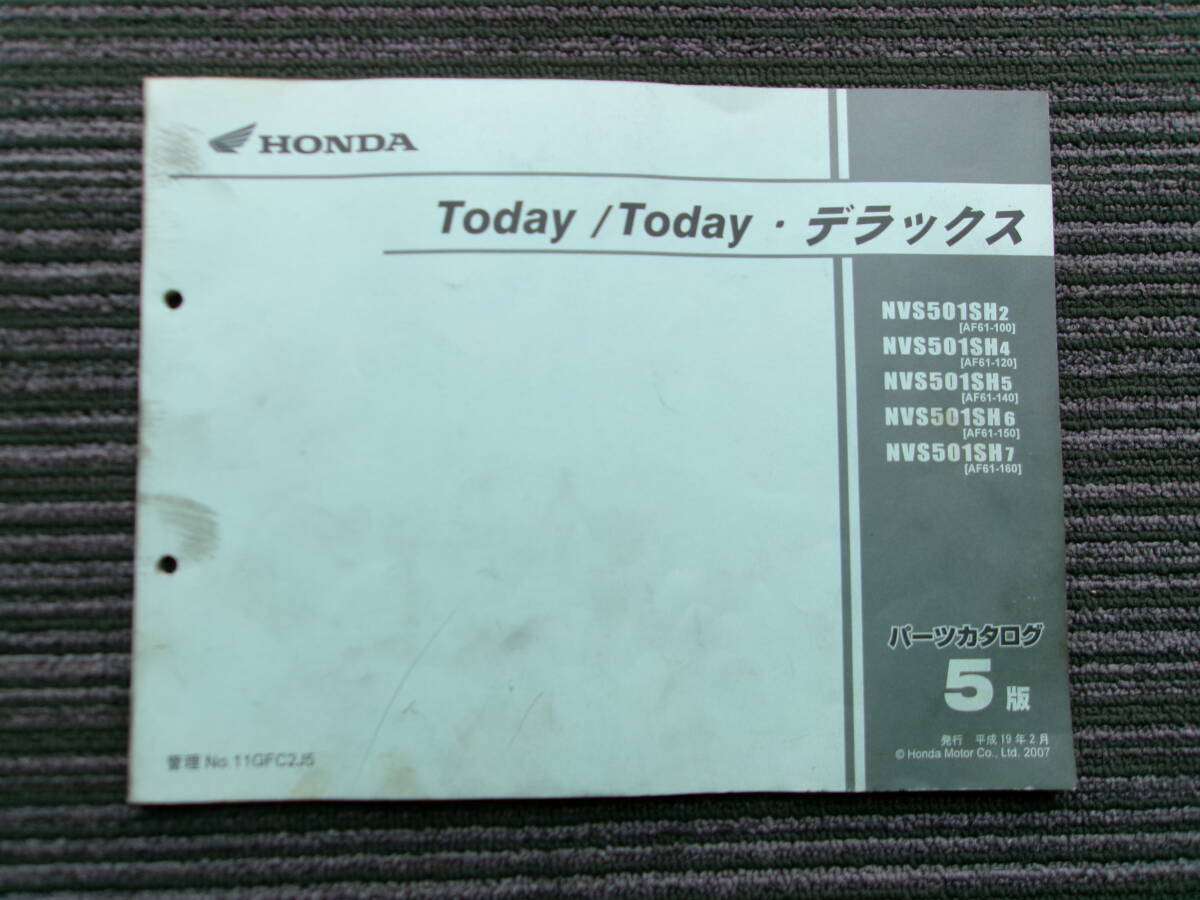 HONDA
Today / Today · デラックス
NVS501SH2
[AF61-100]
NVS501SH4
[AF61-120]
NVS501SH5
[AF61-140]
NVS501SH6
[AF61-150]
NVS501SH7
[AF61-160]
パーツカタログ
5版
発行 平成19年2月
© Honda Motor Co., Ltd. 2007
管理 No.11GFC2J5